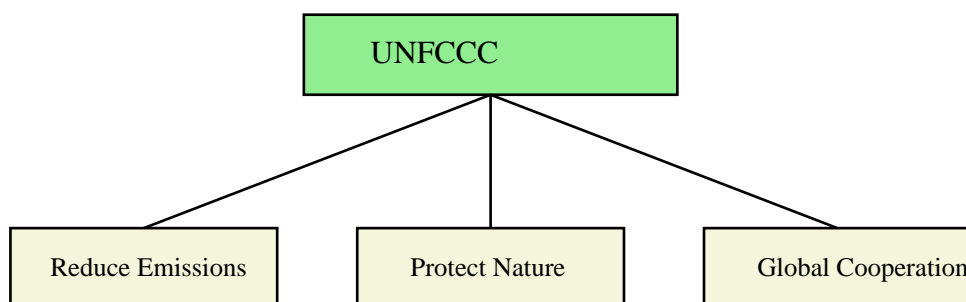 UNFCCC
Reduce Emissions
Protect Nature
Global Cooperation